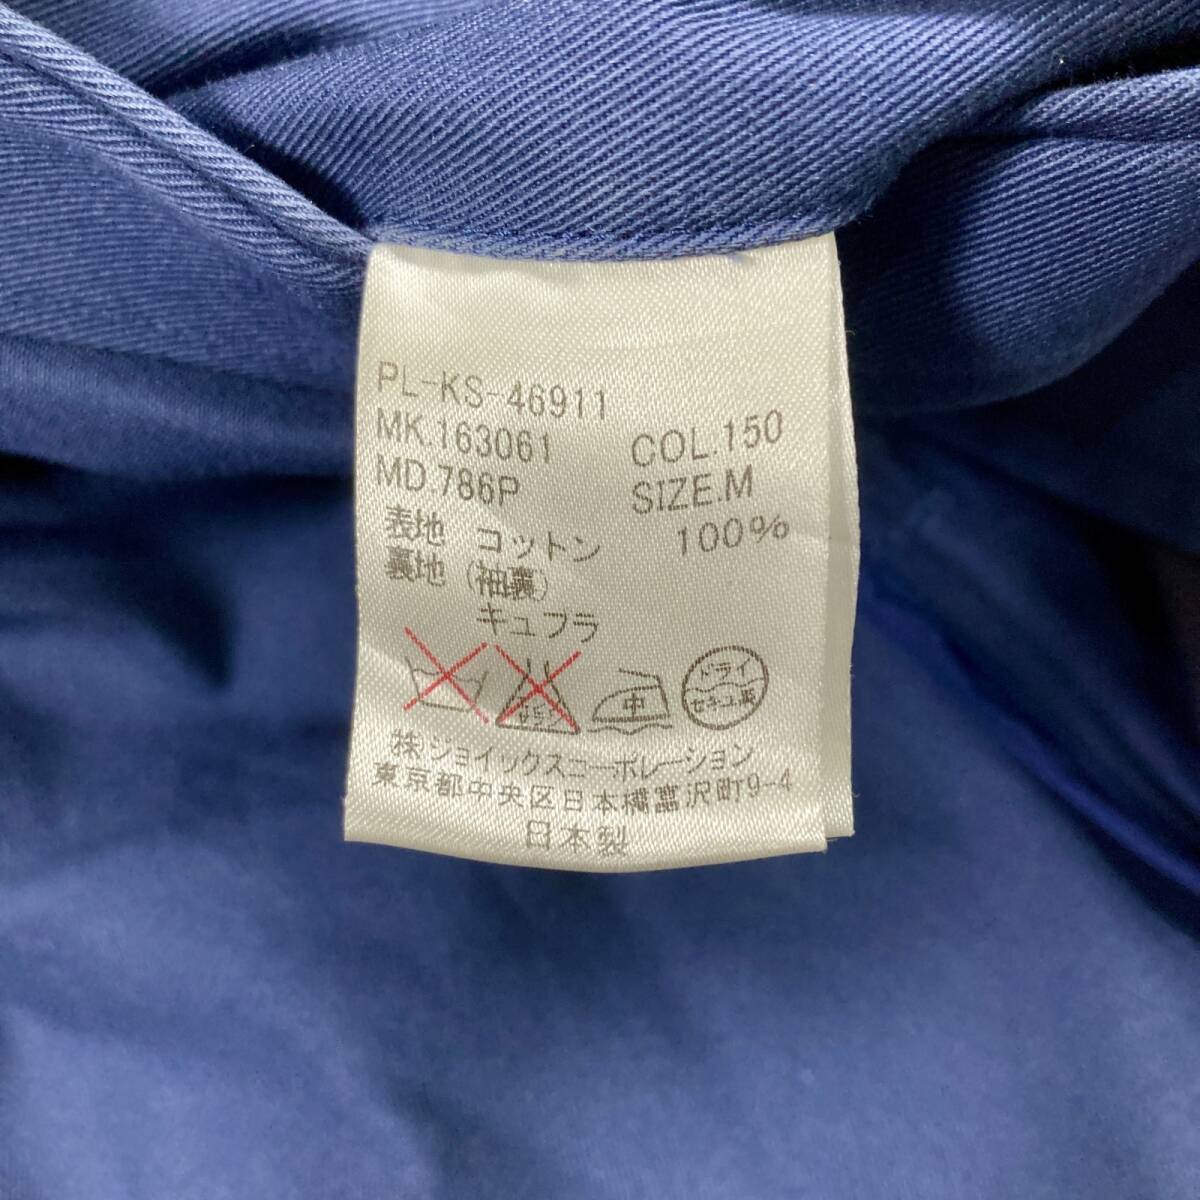 PL-KS-46911
MK.163061 COL.150
MD.786P SIZE.M
表地 コットン 100%
裏地 (袖裏)
キュフラ
中
ドライ
セキユ系
㈱ジョイックスコーポレーション
東京都中央区日本橋富沢町9-4
日本製